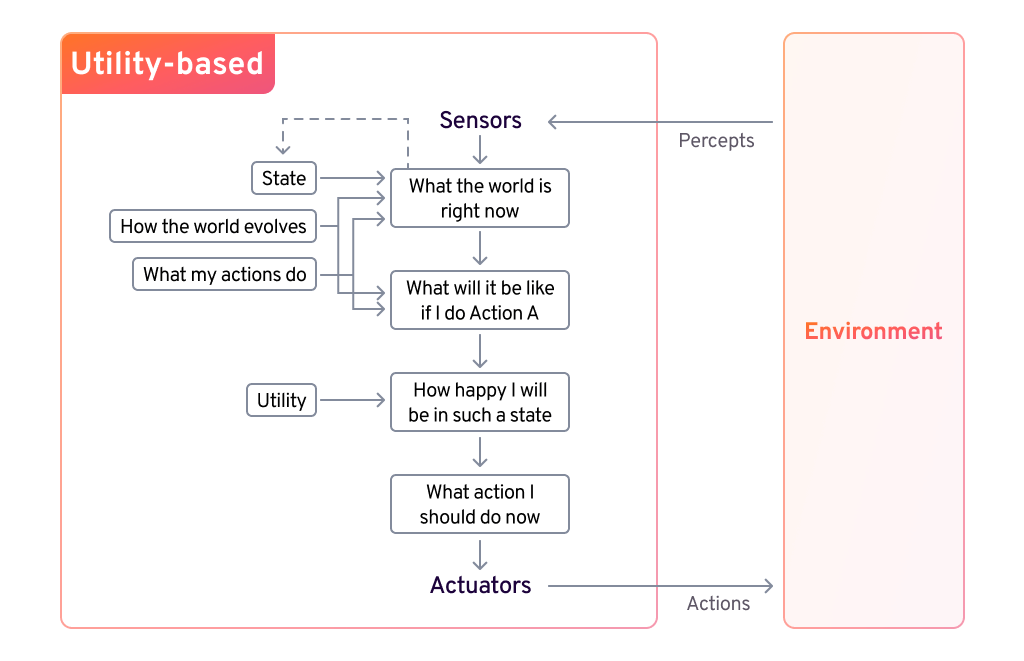 Utility-based
Sensors
Percepts
State
What the world is
right now
How the world evolves
What my actions do
What will it be like
if I do Action A
Environment
Utility
How happy I will
be in such a state
What action I
should do now
Actuators
Actions